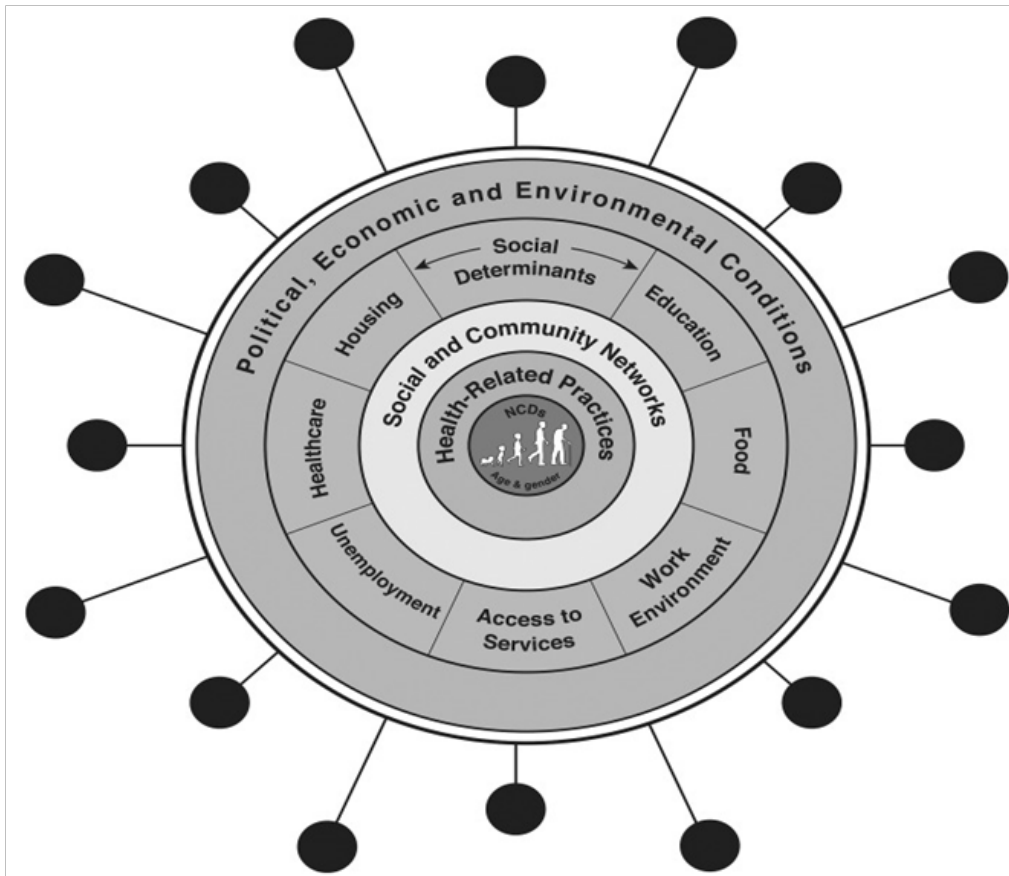 Political, Economic and Environmental Conditions
Social
Determinants
Housing
Education
Social and Community Networks
Health-Related Practices
NCDs
Age & gender
Healthcare
Food
Unemployment
Work
Environment
Access to
Services